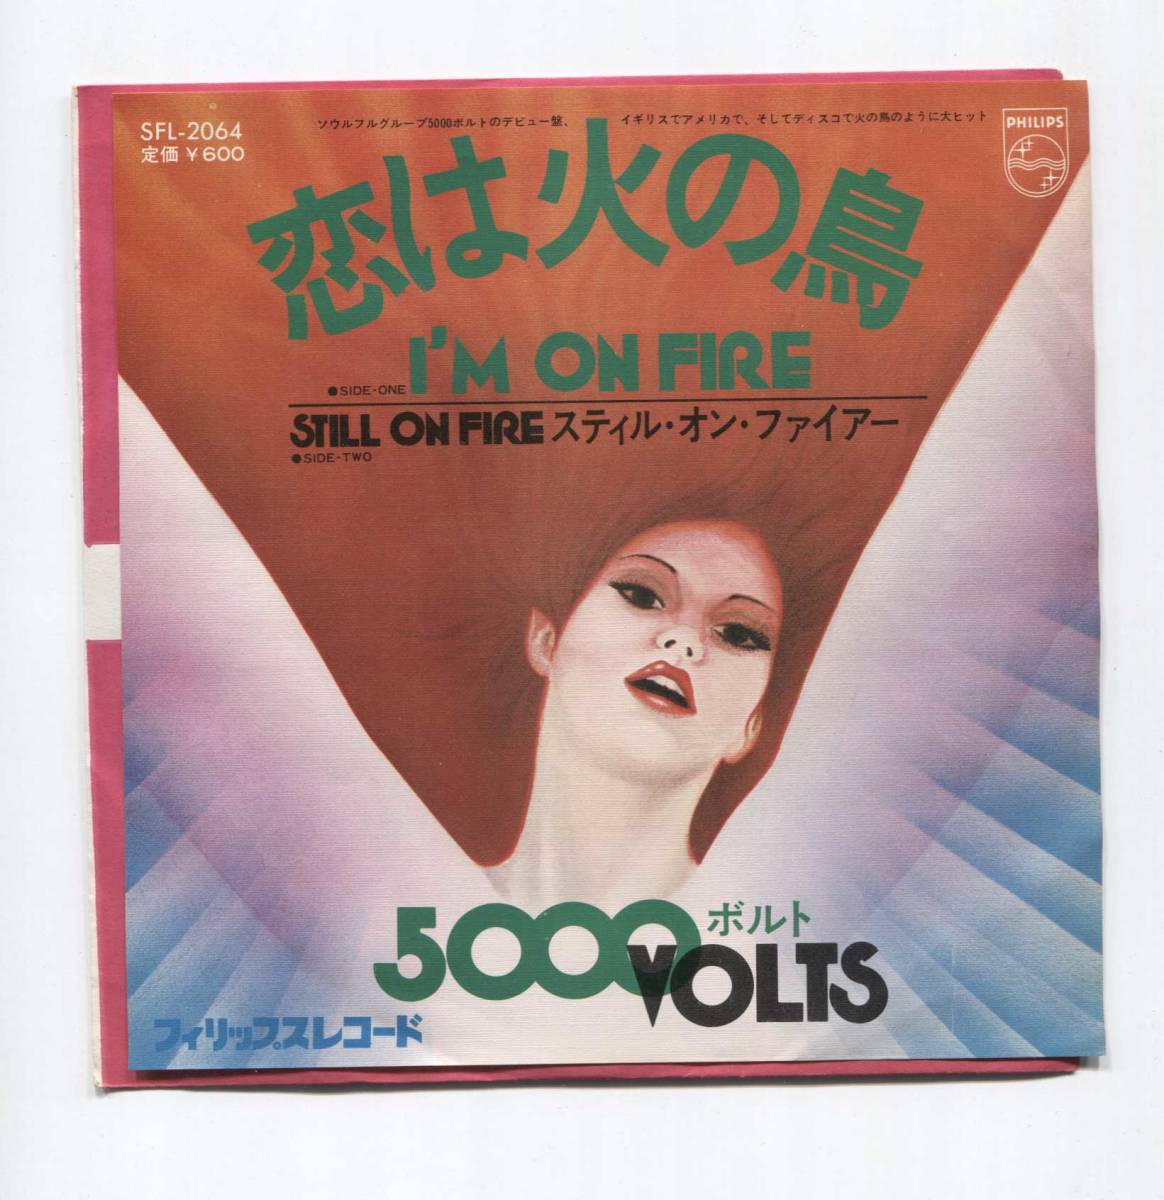 SFL-2064
定価 ¥600
ソウルフルグループ5000ボルトのデビュー盤、 イギリスでアメリカで、そしてディスコで火の鳥のように大ヒット
PHILIPS
恋は火の鳥
●SIDE-ONE I'M ON FIRE
STILL ON FIRE スティル・オン・ファイアー
●SIDE-TWO
5000 ボルト
VOLTS
フィリップスレコード